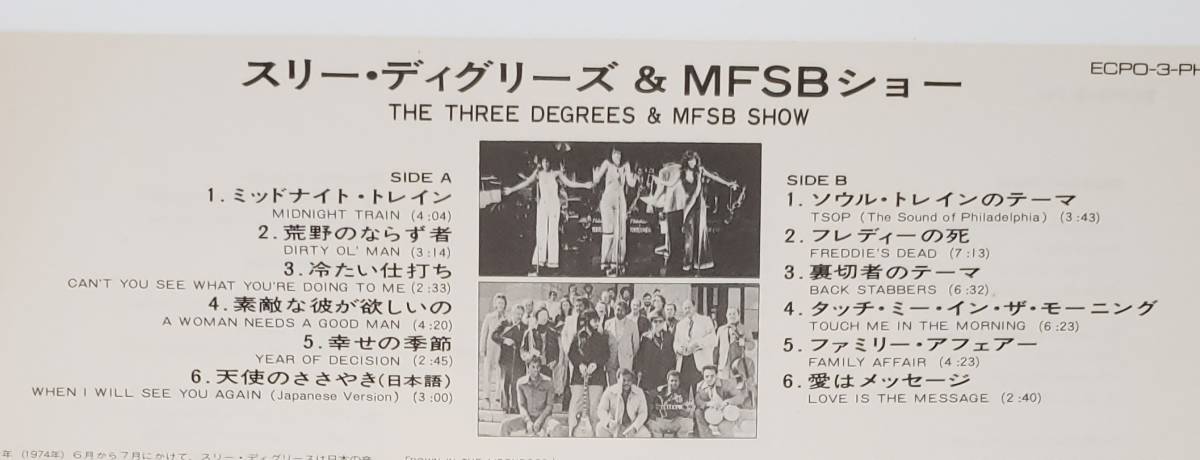 スリー・ディグリーズ & MFSBショー
ECPO-3-PH
THE THREE DEGREES & MFSB SHOW
SIDE A
1. ミッドナイト・トレイン
MIDNIGHT TRAIN (4:04)
2. 荒野のならず者
DIRTY OL' MAN (3:14)
3. 冷たい仕打ち
CAN'T YOU SEE WHAT YOU'RE DOING TO ME (2:33)
4. 素敵な彼が欲しいの
A WOMAN NEEDS A GOOD MAN (4:20)
5. 幸せの季節
YEAR OF DECISION (2:45)
6. 天使のささやき(日本語)
WHEN I WILL SEE YOU AGAIN (Japanese Version) (3:00)
SIDE B
1. ソウル・トレインのテーマ
TSOP (The Sound of Philadelphia) (3:43)
2. フレディーの死
FREDDIE'S DEAD (7:13)
3. 裏切者のテーマ
BACK STABBERS (6:32)
4. タッチ・ミー・イン・ザ・モーニング
TOUCH ME IN THE MORNING (6:23)
5. ファミリー・アフェアー
FAMILY AFFAIR (4:23)
6. 愛はメッセージ
LOVE IS THE MESSAGE (2:40)
年 (1974年) 6月から7月にかけて、スリー・ディグリーズは日本の